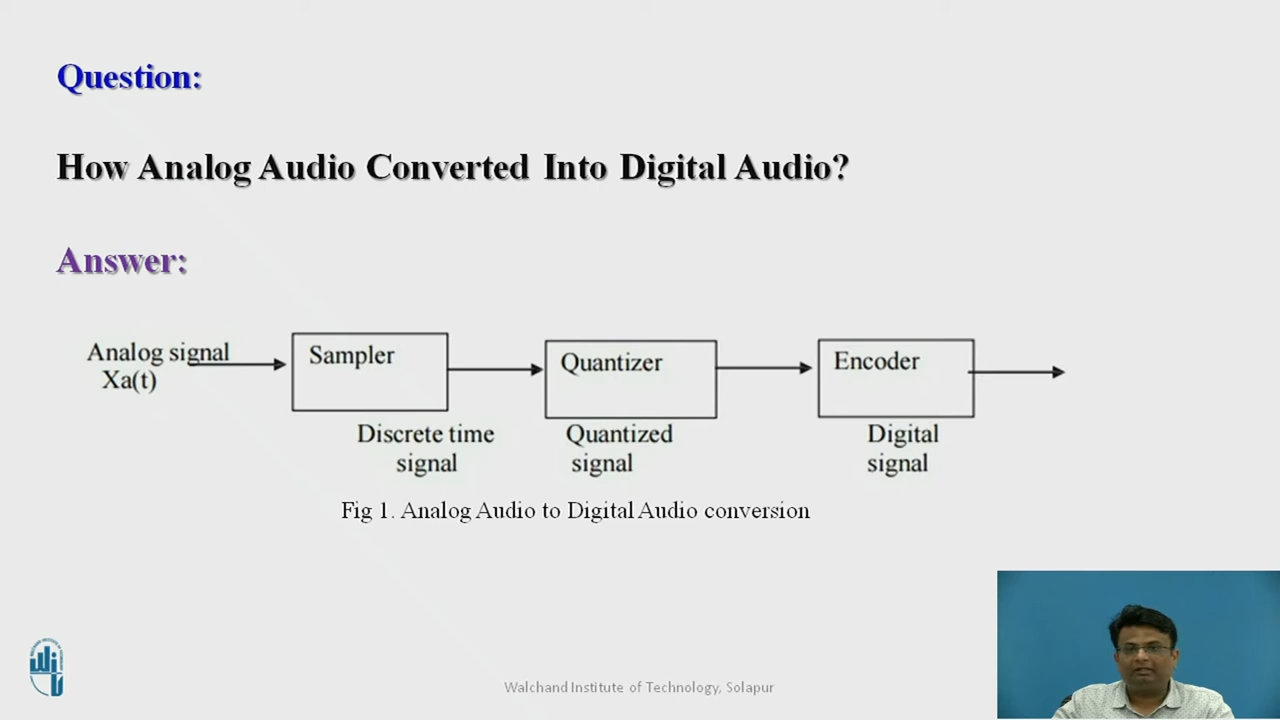 Question:
How Analog Audio Converted Into Digital Audio?
Answer:
Analog signal
Xa(t)
Sampler
Quantizer
Encoder
Discrete time
signal
Quantized
signal
Digital
signal
Fig 1. Analog Audio to Digital Audio conversion
Walchand Institute of Technology, Solapur